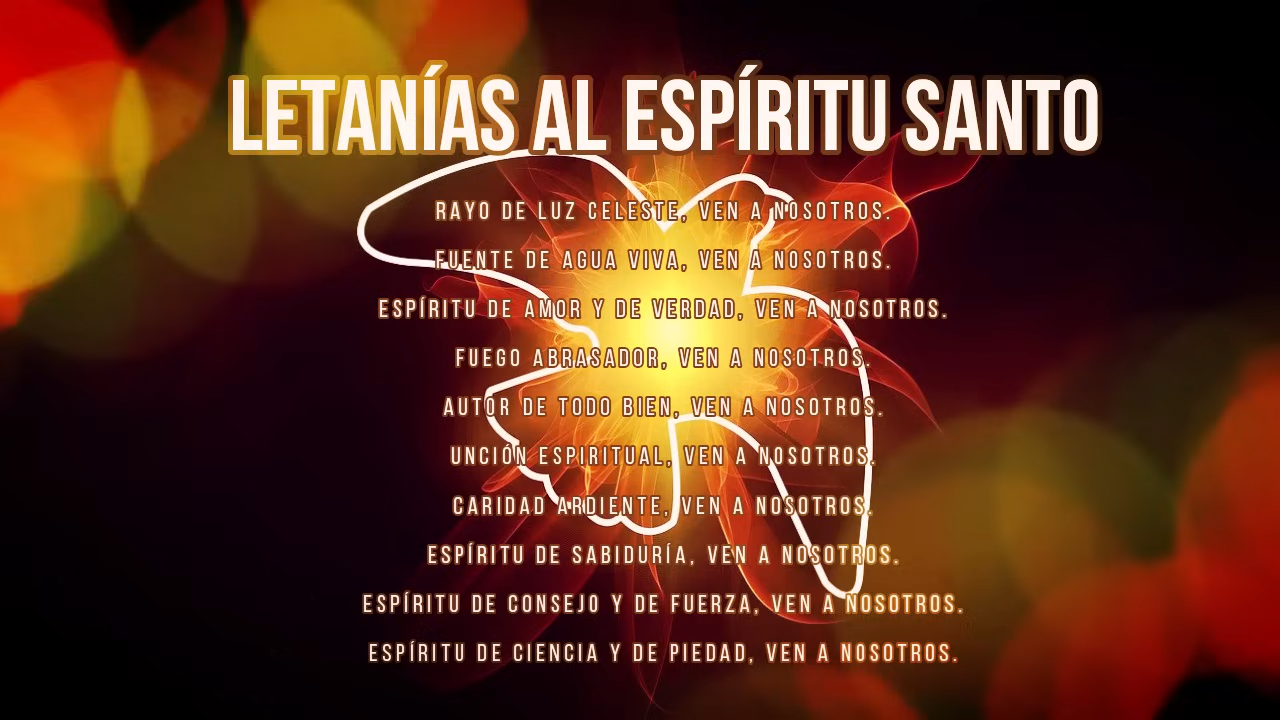 LETANÍAS AL ESPÍRITU SANTO
RAYO DE LUZ CELESTE, VEN A NOSOTROS.
FUENTE DE AGUA VIVA, VEN A NOSOTROS.
ESPÍRITU DE AMOR Y DE VERDAD, VEN A NOSOTROS.
FUEGO ABRASADOR, VEN A NOSOTROS.
AUTOR DE TODO BIEN, VEN A NOSOTROS.
UNCIÓN ESPIRITUAL, VEN A NOSOTROS.
CARIDAD ARDIENTE, VEN A NOSOTROS.
ESPÍRITU DE SABIDURÍA, VEN A NOSOTROS.
ESPÍRITU DE CONSEJO Y DE FUERZA, VEN A NOSOTROS.
ESPÍRITU DE CIENCIA Y DE PIEDAD, VEN A NOSOTROS.